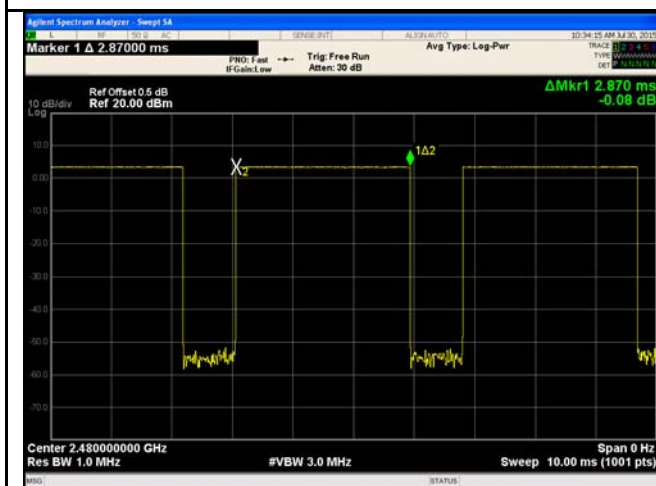 Agilent Spectrum Analyzer - Swept SA
L RF 50 Ω AC SENSE:INT ALIGN AUTO 10:34:15 AM Jul 30, 2015
Marker 1 Δ 2.87000 ms
PNO: Fast
IFGain:Low
Trig: Free Run
Atten: 30 dB
Avg Type: Log-Pwr
TRACE 1 2 3 4 5
TYPE
DET P N N N N N
ΔMkr1 2.870 ms
-0.08 dB
Ref Offset 0.5 dB
Ref 20.00 dBm
10 dB/div
Log
10.0
0.00
-10.0
-20.0
-30.0
-40.0
-50.0
-60.0
-70.0
1Δ2
X2
Center 2.480000000 GHz
Span 0 Hz
Res BW 1.0 MHz
#VBW 3.0 MHz
Sweep 10.00 ms (1001 pts)
MSG
STATUS